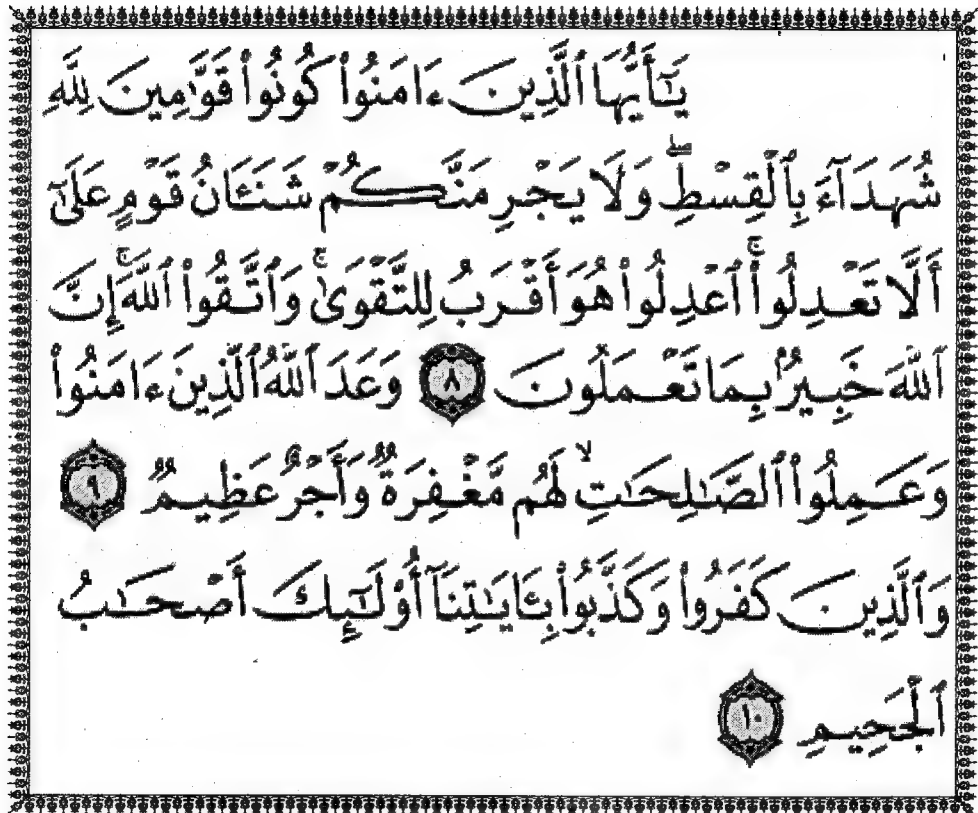 يَٰٓأَيُّهَا ٱلَّذِينَ ءَامَنُوا۟ كُونُوا۟ قَوَّٰمِينَ لِلَّهِ
شُهَدَآءَ بِٱلْقِسْطِ ۖ وَلَا يَجْرِمَنَّكُمْ شَنَـَٔانُ قَوْمٍ عَلَىٰٓ
أَلَّا تَعْدِلُوا۟ ۚ ٱعْدِلُوا۟ هُوَ أَقْرَبُ لِلتَّقْوَىٰ ۖ وَٱتَّقُوا۟ ٱللَّهَ ۚ إِنَّ
ٱللَّهَ خَبِيرٌۢ بِمَا تَعْمَلُونَ ٨ وَعَدَ ٱللَّهُ ٱلَّذِينَ ءَامَنُوا۟
وَعَمِلُوا۟ ٱلصَّٰلِحَٰتِ ۙ لَهُم مَّغْفِرَةٌ وَأَجْرٌ عَظِيمٌ ٩
وَٱلَّذِينَ كَفَرُوا۟ وَكَذَّبُوا۟ بِـَٔايَٰتِنَآ أُو۟لَٰٓئِكَ أَصْحَٰبُ
ٱلْجَحِيمِ ١٠